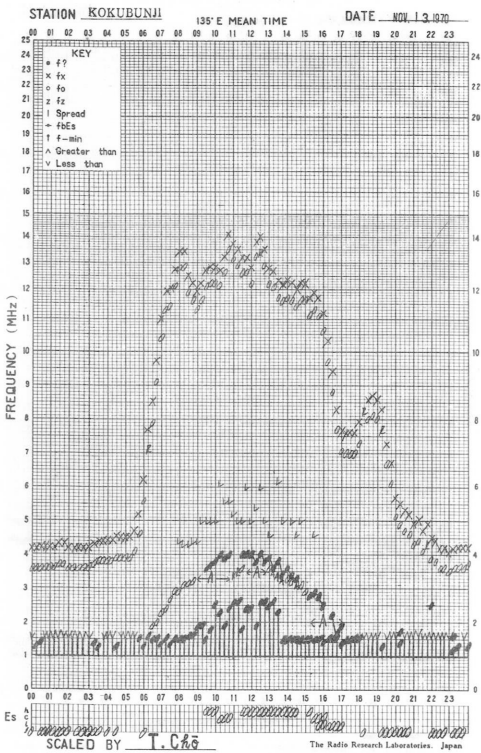 STATION KOKUBUNJI 135°E MEAN TIME DATE NOV. 13. 1970
00 01 02 03 04 05 06 07 08 09 10 11 12 13 14 15 16 17 18 19 20 21 22 23
KEY
• f?
× fx
o fo
z fz
| Spread
fbEs
↑ f-min
∧ Greater than
∨ Less than
FREQUENCY (MHz)
25
24
23
22
21
20
19
18
17
16
15
14
13
12
11
10
9
8
7
6
5
4
3
2
1
0
24
22
20
18
16
14
12
10
8
6
4
2
0
00 01 02 03 04 05 06 07 08 09 10 11 12 13 14 15 16 17 18 19 20 21 22 23
Es
SCALED BY T. Chō
The Radio Research Laboratories. Japan